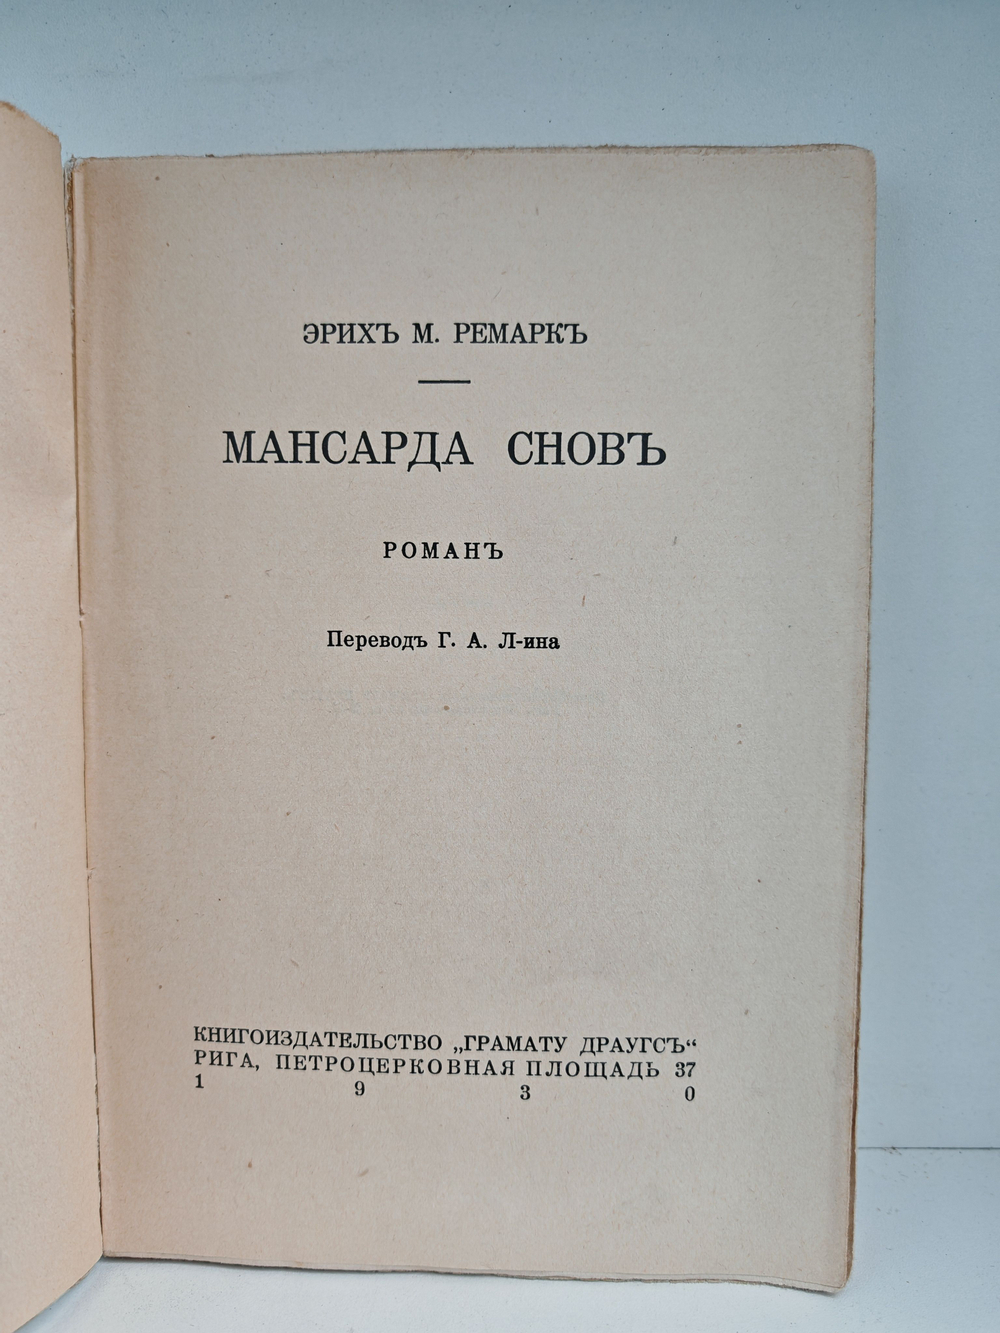 ЭРИХЪ М. РЕМАРКЪ
МАНСАРДА СНОВЪ
РОМАНЪ
Переводъ Г. А. Л-ина
КНИГОИЗДАТЕЛЬСТВО „ГРАМАТУ ДРАУГСЪ“
РИГА, ПЕТРОЦЕРКОВНАЯ ПЛОЩАДЬ 37
1 9 3 0